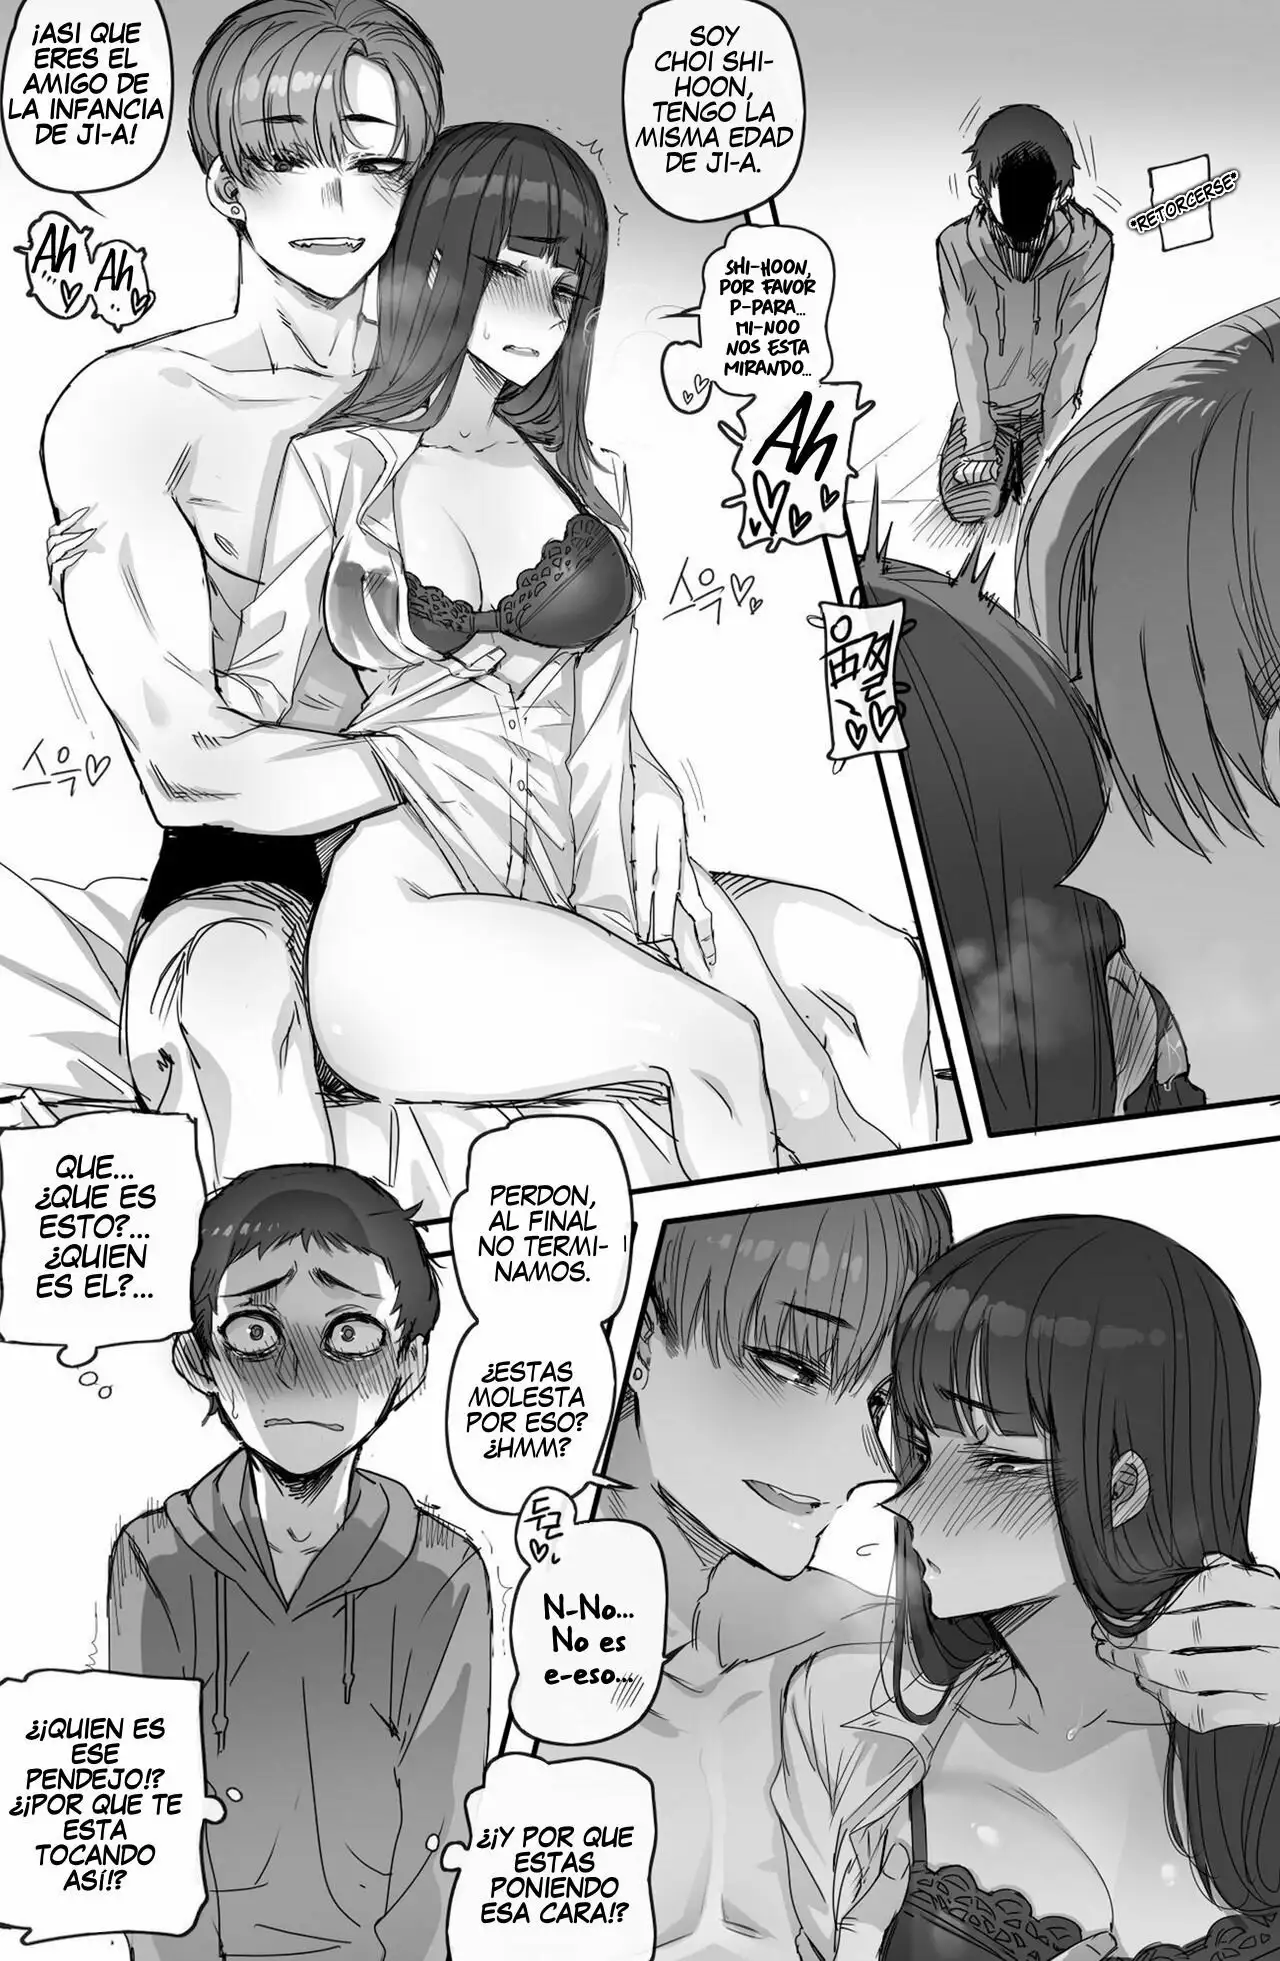 ¡ASI QUE
ERES EL
AMIGO DE
LA INFANCIA
DE JI-A!
Ah
Ah
SOY
CHOI SHI-
HOON,
TENGO LA
MISMA EDAD
DE JI-A.
*RETORCERSE*
SHI-HOON,
POR FAVOR
P-PARA...
MI-NOO
NOS ESTA
MIRANDO...
Ah
스윽
움찔
스윽
QUE...
¿QUE ES
ESTO?...
¿QUIEN
ES EL?...
PERDON,
AL FINAL
NO TERMI-
NAMOS.
¿ESTAS
MOLESTA
POR ESO?
¿HMM?
두근
N-No...
No es
e-eso...
¿¡QUIEN ES
ESE
PENDEJO!?
¿¡POR QUE TE
ESTA
TOCANDO
ASÍ!?
¿¡Y POR QUE
ESTAS
PONIENDO
ESA CARA!?